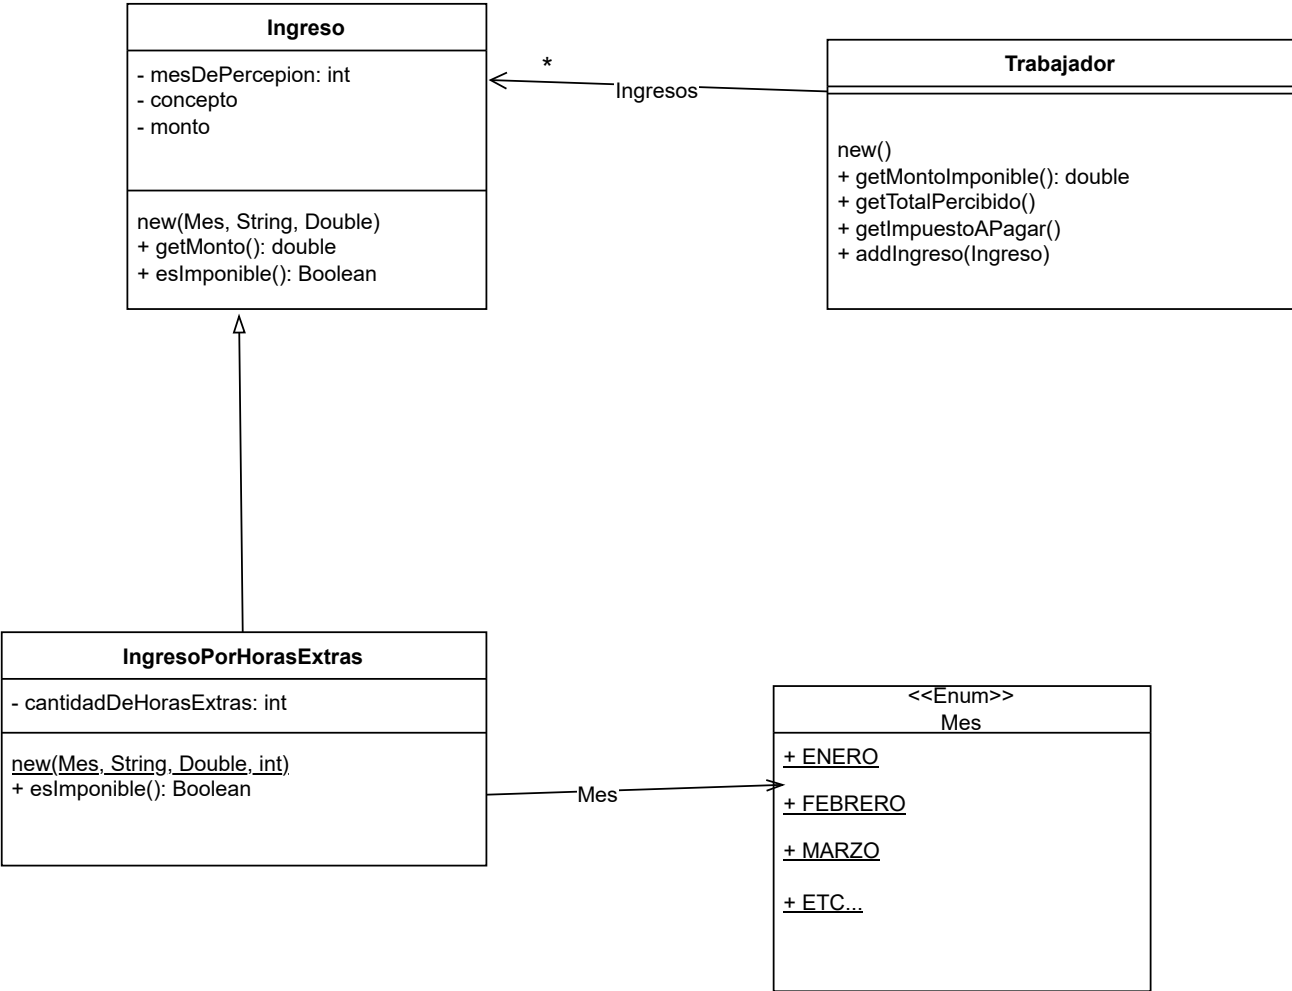 Ingreso
- mesDePercepion: int
- concepto
- monto
new(Mes, String, Double)
+ getMonto(): double
+ esImponible(): Boolean
*
Ingresos
Trabajador
new()
+ getMontoImponible(): double
+ getTotalPercibido()
+ getImpuestoAPagar()
+ addIngreso(Ingreso)
IngresoPorHorasExtras
- cantidadDeHorasExtras: int
new(Mes, String, Double, int)
+ esImponible(): Boolean
Mes
<<Enum>>
Mes
+ ENERO
+ FEBRERO
+ MARZO
+ ETC...